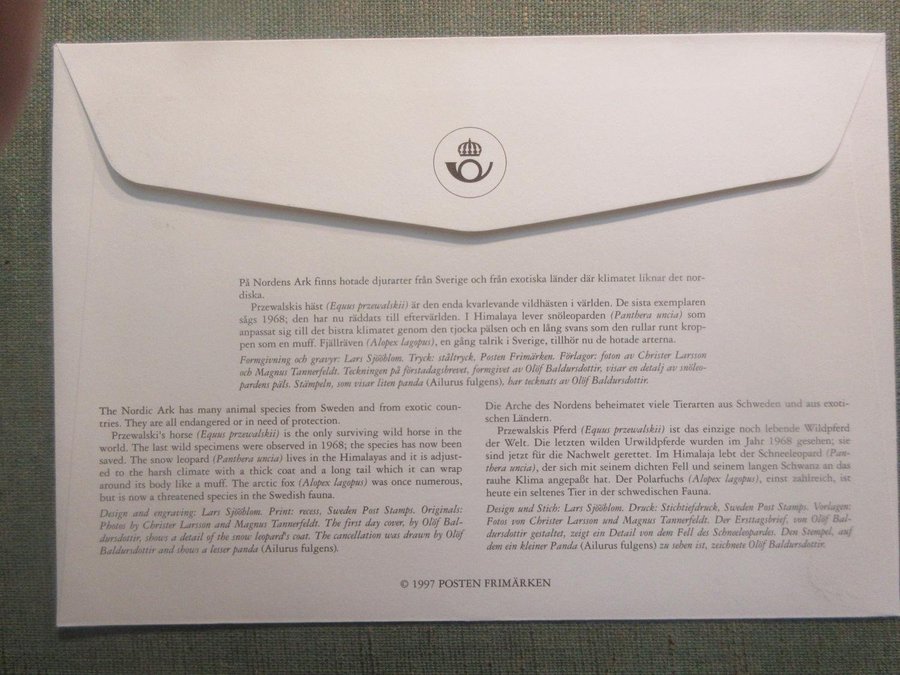 På Nordens Ark finns hotade djurarter från Sverige och från exotiska länder där klimatet liknar det nor-
diska.
Przewalskis häst (Equus przewalskii) är den enda kvarlevande vildhästen i världen. De sista exemplaren
sågs 1968; den har nu räddats till eftervärlden. I Himalaya lever snöleoparden (Panthera uncia) som
anpassat sig till det bistra klimatet genom den tjocka pälsen och en lång svans som den rullar runt krop-
pen som en muff. Fjällräven (Alopex lagopus), en gång talrik i Sverige, tillhör nu de hotade arterna.
Formgivning och gravyr: Lars Sjööblom. Tryck: ståltryck, Posten Frimärken. Förlagor: foton av Christer Larsson
och Magnus Tannerfeldt. Teckningen på förstadagsbrevet, formgivet av Olöf Baldursdottir, visar en detalj av snöleo-
pardens päls. Stämpeln, som visar liten panda (Ailurus fulgens), har tecknats av Olöf Baldursdottir.
The Nordic Ark has many animal species from Sweden and from exotic coun-
tries. They are all endangered or in need of protection.
Przewalski's horse (Equus przewalskii) is the only surviving wild horse in the
world. The last wild specimens were observed in 1968; the species has now been
saved. The snow leopard (Panthera uncia) lives in the Himalayas and it is adjust-
ed to the harsh climate with a thick coat and a long tail which it can wrap
around its body like a muff. The arctic fox (Alopex lagopus) was once numerous,
but is now a threatened species in the Swedish fauna.
Design and engraving: Lars Sjööblom. Print: recess, Sweden Post Stamps. Originals:
Photos by Christer Larsson and Magnus Tannerfeldt. The first day cover, by Olöf Bal-
dursdottir, shows a detail of the snow leopard's coat. The cancellation was drawn by Olöf
Baldursdottir and shows a lesser panda (Ailurus fulgens).
Die Arche des Nordens beheimatet viele Tierarten aus Schweden und aus exoti-
schen Ländern.
Przewalskis Pferd (Equus przewalskii) ist das einzige noch lebende Wildpferd
der Welt. Die letzten wilden Urwildpferde wurden im Jahr 1968 gesehen; sie
sind jetzt für die Nachwelt gerettet. Im Himalaja lebt der Schneeleopard (Pan-
thera uncia), der sich mit seinem dichten Fell und seinem langen Schwanz an das
rauhe Klima angepaßt hat. Der Polarfuchs (Alopex lagopus), einst zahlreich, ist
heute ein seltenes Tier in der schwedischen Fauna.
Design und Stich: Lars Sjööblom. Druck: Stichtiefdruck, Sweden Post Stamps. Vorlagen:
Fotos von Christer Larsson und Magnus Tannerfeldt. Der Ersttagsbrief, von Olöf Bal-
dursdottir gestaltet, zeigt ein Detail von dem Fell des Schneeleopardes. Den Stempel, auf
dem ein kleiner Panda (Ailurus fulgens) zu sehen ist, zeichnete Olöf Baldursdottir.
© 1997 POSTEN FRIMÄRKEN